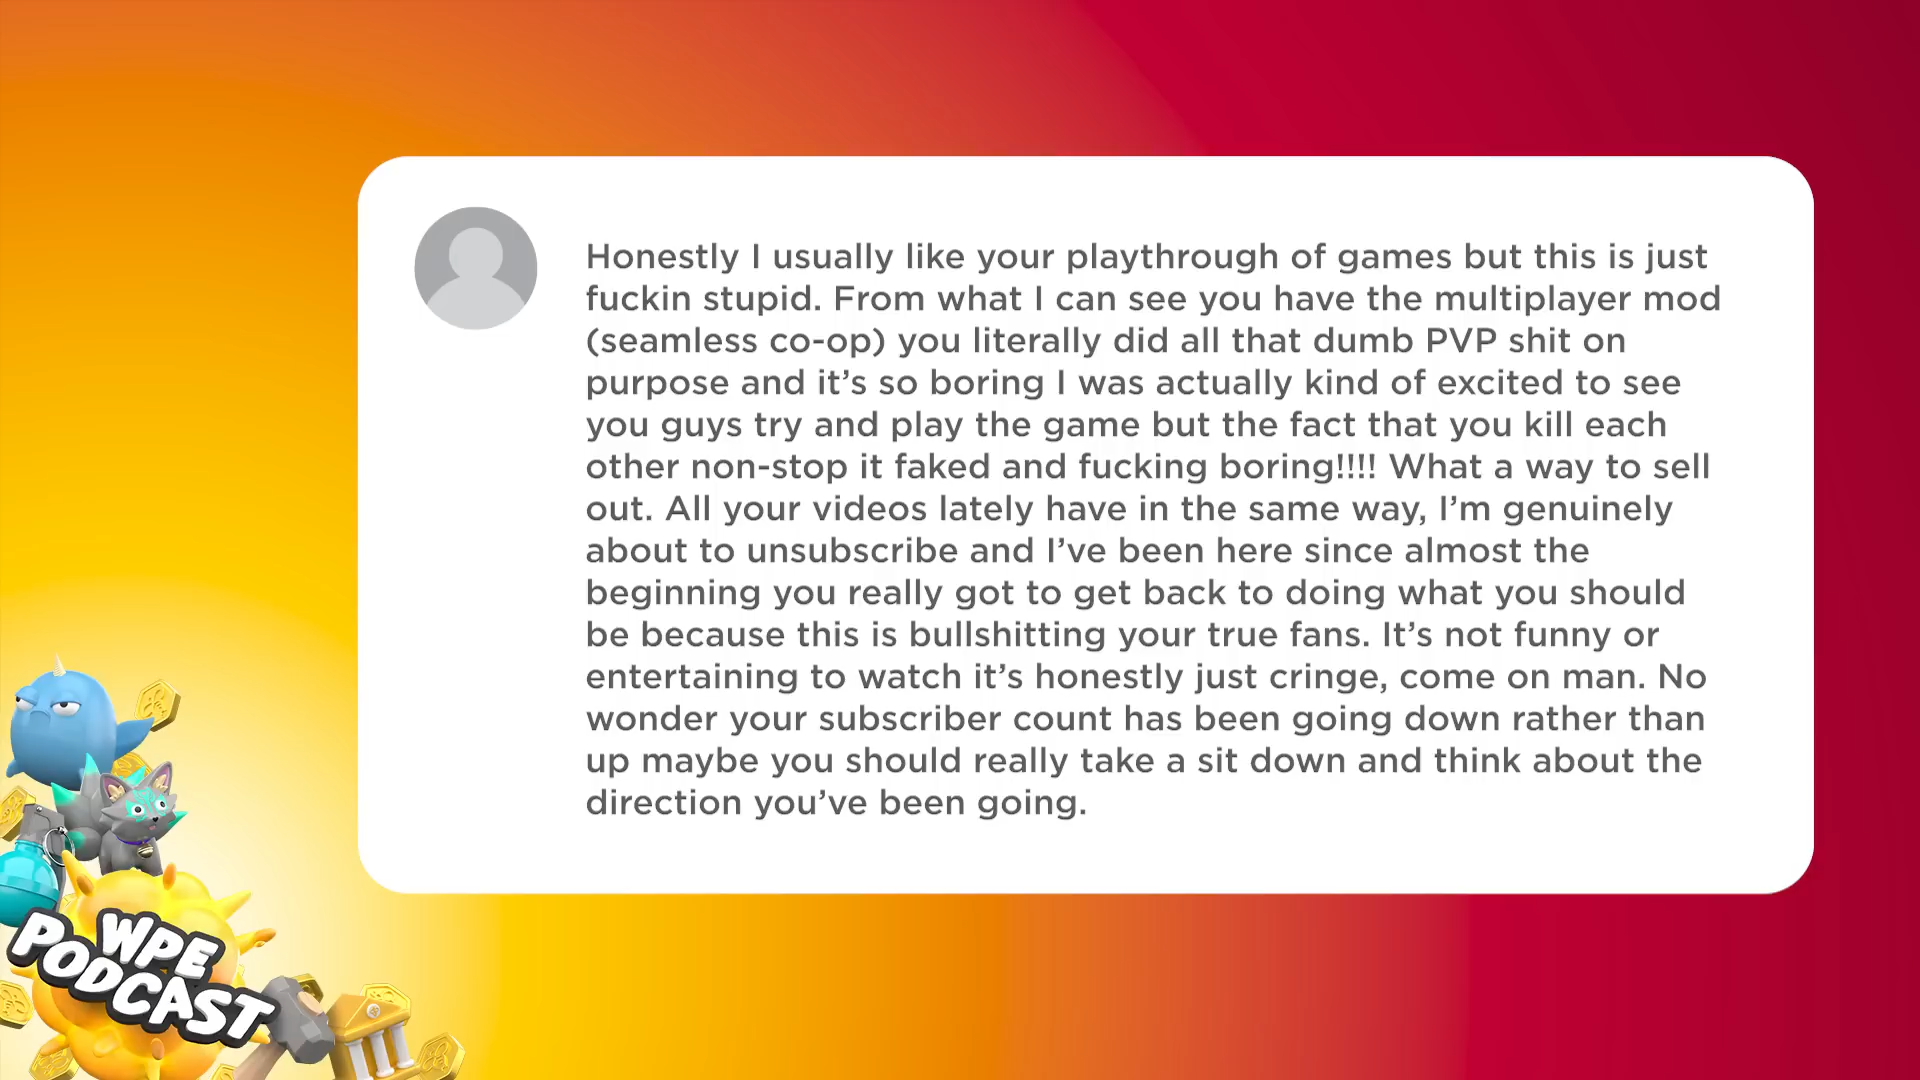 Honestly I usually like your playthrough of games but this is just
fuckin stupid. From what I can see you have the multiplayer mod
(seamless co-op) you literally did all that dumb PVP shit on
purpose and it’s so boring I was actually kind of excited to see
you guys try and play the game but the fact that you kill each
other non-stop it faked and fucking boring!!!! What a way to sell
out. All your videos lately have in the same way, I’m genuinely
about to unsubscribe and I’ve been here since almost the
beginning you really got to get back to doing what you should
be because this is bullshitting your true fans. It’s not funny or
entertaining to watch it’s honestly just cringe, come on man. No
wonder your subscriber count has been going down rather than
up maybe you should really take a sit down and think about the
direction you’ve been going.
WPE
PODCAST